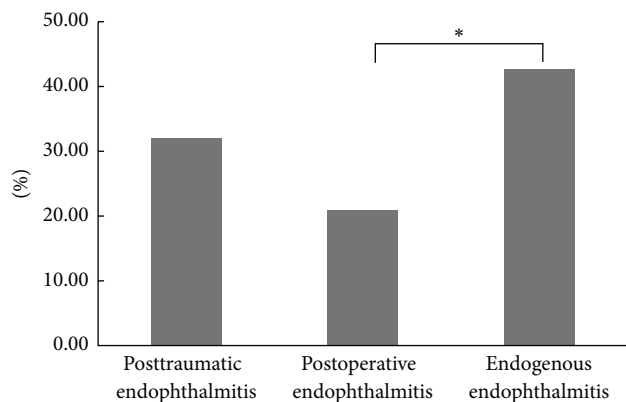 50.00
*
40.00
30.00
(%)
20.00
10.00
0.00
Posttraumatic
endophthalmitis
Postoperative
endophthalmitis
Endogenous
endophthalmitis